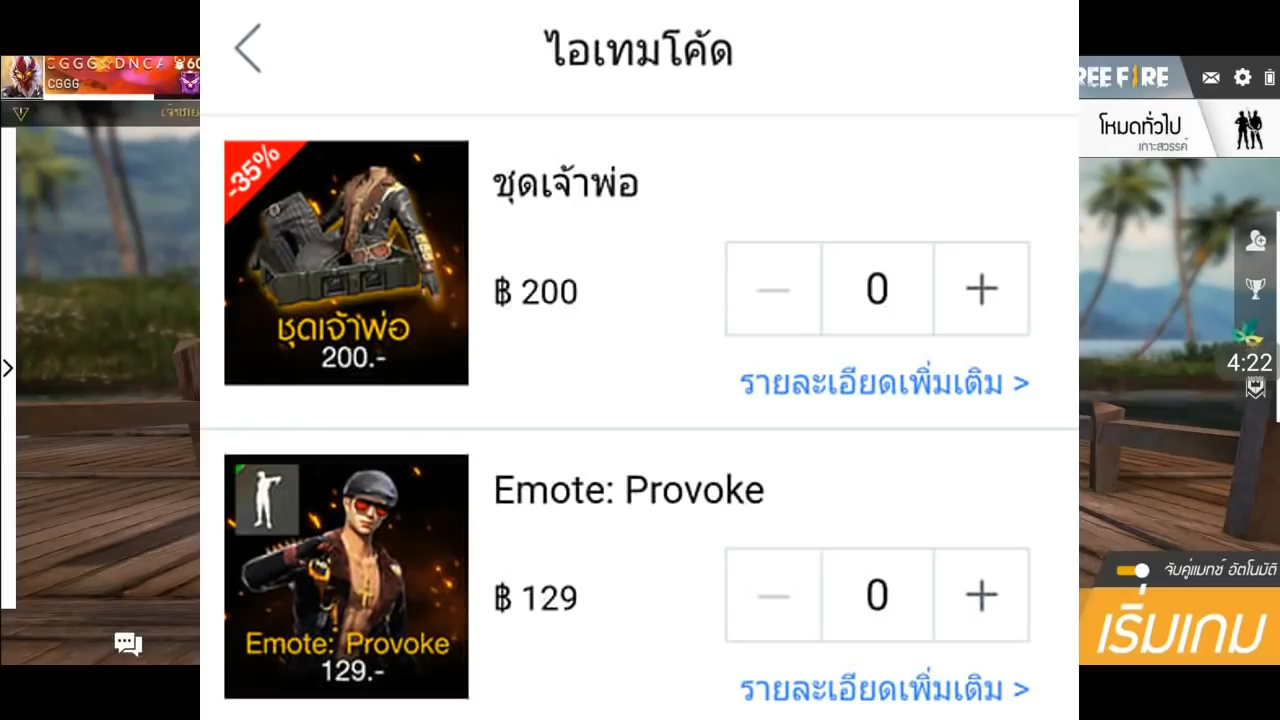 ไอเทมโค้ด
CGGG☆DNCA
60
CGGG
REE FIRE
โหมดทั่วไป
เกาะสวรรค์
-35%
ชุดเจ้าพ่อ
200.-
ชุดเจ้าพ่อ
฿ 200
0
รายละเอียดเพิ่มเติม >
4:22
Emote: Provoke
129.-
Emote: Provoke
฿ 129
0
รายละเอียดเพิ่มเติม >
จับคู่แมทช์ อัตโนมัติ
เริ่มเกม